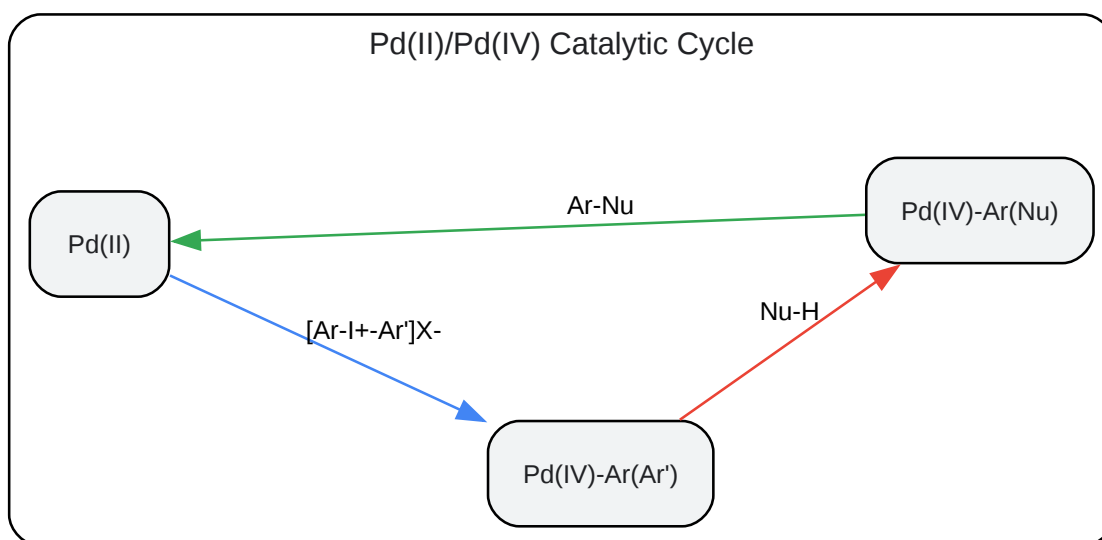 Pd(II)/Pd(IV) Catalytic Cycle
Ar-Nu
Pd(IV)-Ar(Nu)
Pd(II)
[Ar-I+-Ar']X-
Nu-H
Pd(IV)-Ar(Ar')